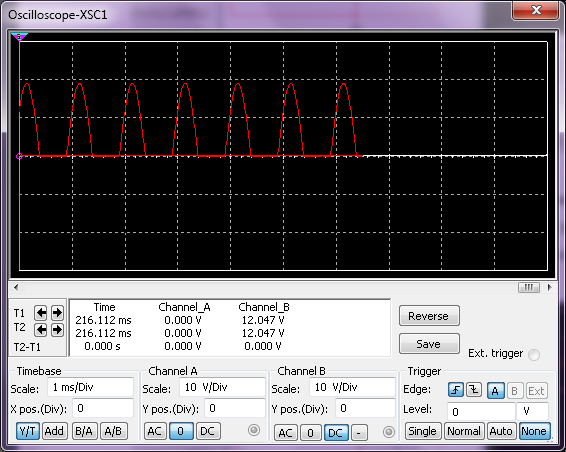 Oscilloscope-XSC1
T1
T2
T2-T1
Time Channel_A Channel_B
216.112 ms 0.000 V 12.047 V
216.112 ms 0.000 V 12.047 V
0.000 s 0.000 V 0.000 V
Reverse
Save
Ext. trigger
Timebase
Scale: 1 ms/Div
X pos.(Div): 0
Y/T Add B/A A/B
Channel A
Scale: 10 V/Div
Y pos.(Div): 0
AC 0 DC
Channel B
Scale: 10 V/Div
Y pos.(Div): 0
AC 0 DC -
Trigger
Edge: A B Ext
Level: 0 V
Single Normal Auto None